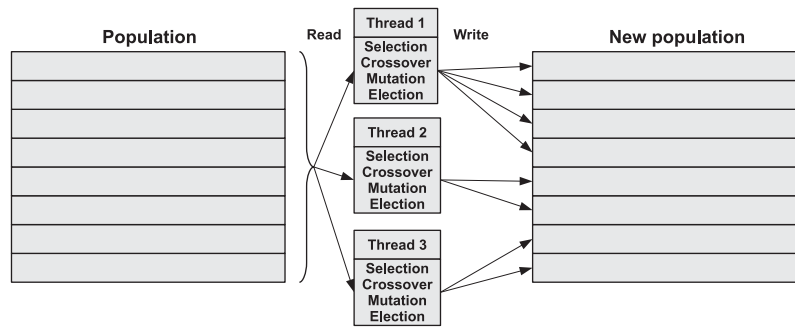 Population
Read
Thread 1
Selection
Crossover
Mutation
Election
Write
New population
Thread 2
Selection
Crossover
Mutation
Election
Thread 3
Selection
Crossover
Mutation
Election